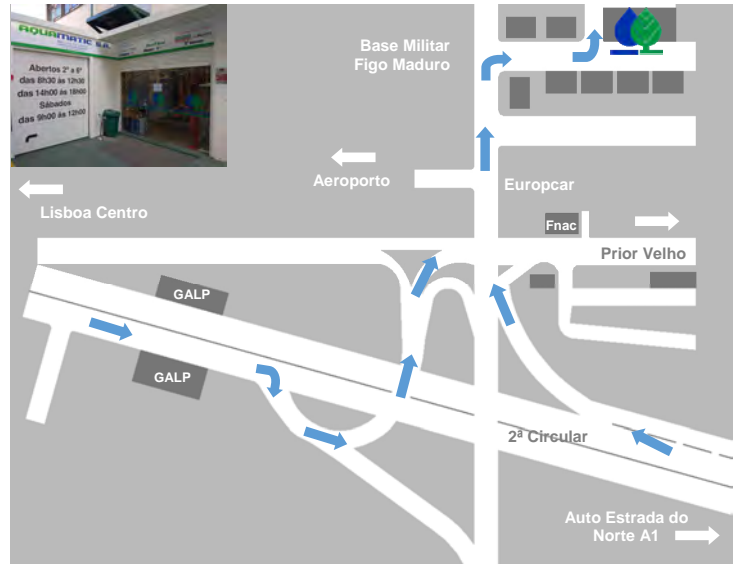 AQUAMATIC S.A.
Abertos 2ª a 6ª
das 8h30 às 12h30
das 14h00 às 18h00
Sábados
das 9h00 às 12h00
Base Militar
Figo Maduro
Aeroporto
Europcar
Lisboa Centro
Fnac
Prior Velho
GALP
GALP
2ª Circular
Auto Estrada do
Norte A1